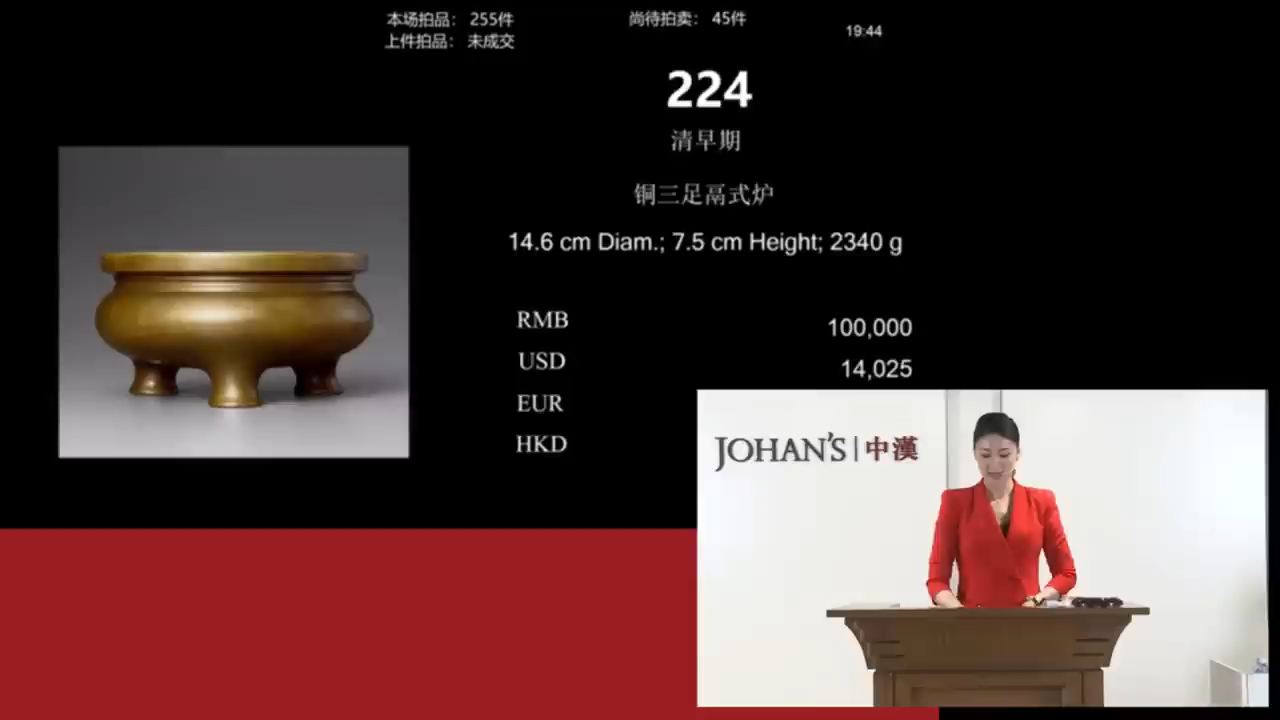 本场拍品： 255件
尚待拍卖： 45件
上件拍品： 未成交
19:44
224
清早期
铜三足鬲式炉
14.6 cm Diam.; 7.5 cm Height; 2340 g
RMB 100,000
USD 14,025
EUR
HKD
JOHAN'S | 中漢